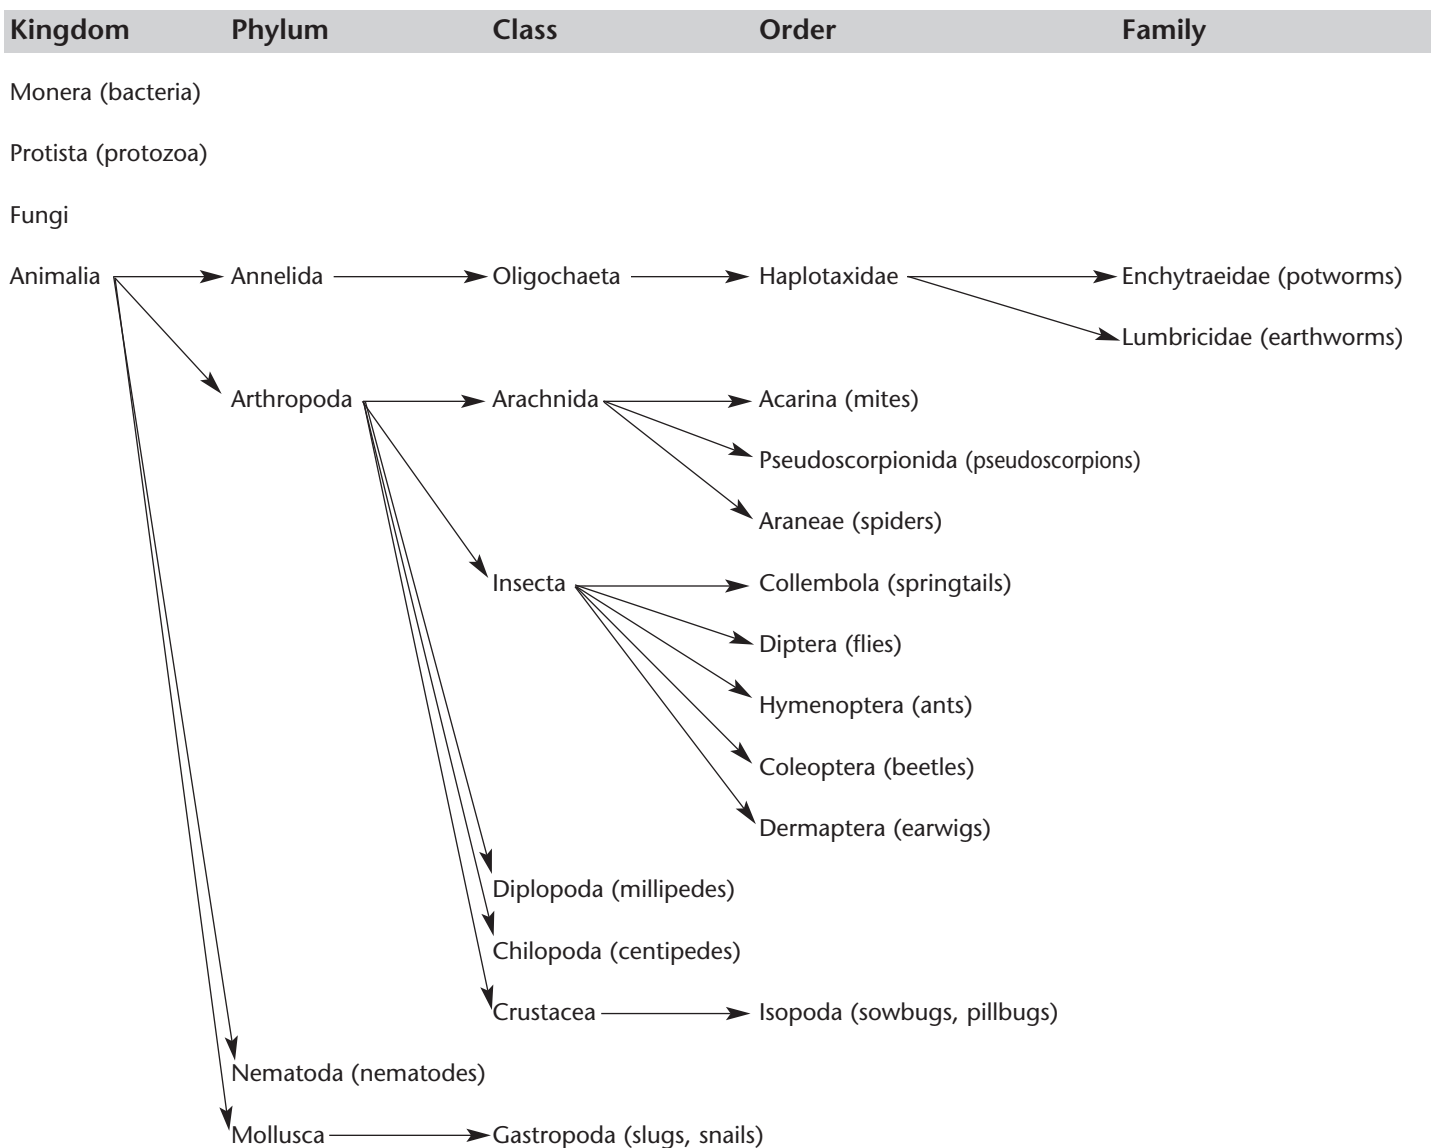 Kingdom Phylum Class Order Family
Monera (bacteria)
Protista (protozoa)
Fungi
Animalia Annelida Oligochaeta Haplotaxidae Enchytraeidae (potworms)
Lumbricidae (earthworms)
Arthropoda Arachnida Acarina (mites)
Pseudoscorpionida (pseudoscorpions)
Araneae (spiders)
Insecta Collembola (springtails)
Diptera (flies)
Hymenoptera (ants)
Coleoptera (beetles)
Dermaptera (earwigs)
Diplopoda (millipedes)
Chilopoda (centipedes)
Crustacea Isopoda (sowbugs, pillbugs)
Nematoda (nematodes)
Mollusca Gastropoda (slugs, snails)